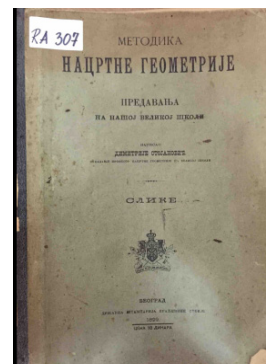 RA 307
МЕТОДИКА
НАЦРТНЕ ГЕОМЕТРИЈЕ
ПРЕДАВАЊА
НА НАШОЈ ВЕЛИКОЈ ШКОЛИ
ДИМИТРИЈЕ СТОЈАНОВИЋ
СЛИКЕ
БЕОГРАД